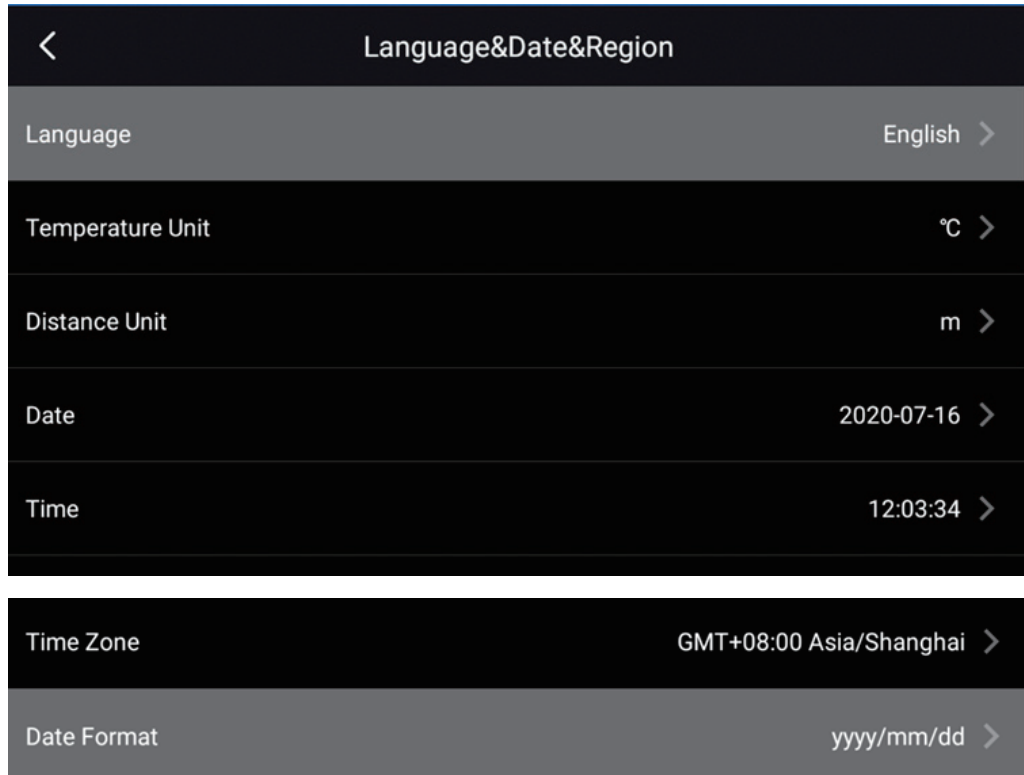 Language&Date&Region
Language English
Temperature Unit ℃
Distance Unit m
Date 2020-07-16
Time 12:03:34
Time Zone GMT+08:00 Asia/Shanghai
Date Format yyyy/mm/dd